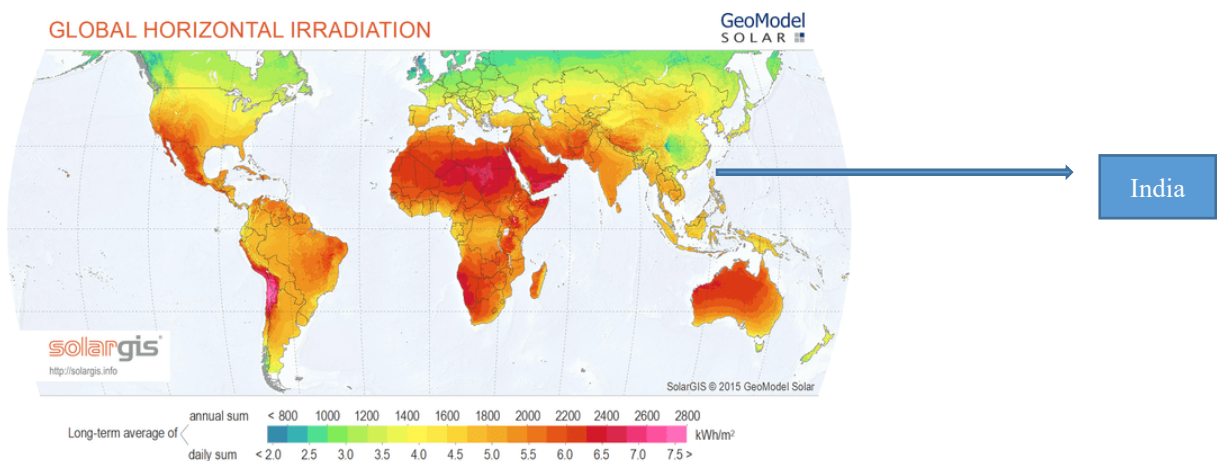 GLOBAL HORIZONTAL IRRADIATION
GeoModel
SOLAR
India
solargis
http://solargis.info
SolarGIS © 2015 GeoModel Solar
Long-term average of
annual sum < 800 1000 1200 1400 1600 1800 2000 2200 2400 2600 2800 kWh/m²
daily sum < 2.0 2.5 3.0 3.5 4.0 4.5 5.0 5.5 6.0 6.5 7.0 7.5 >